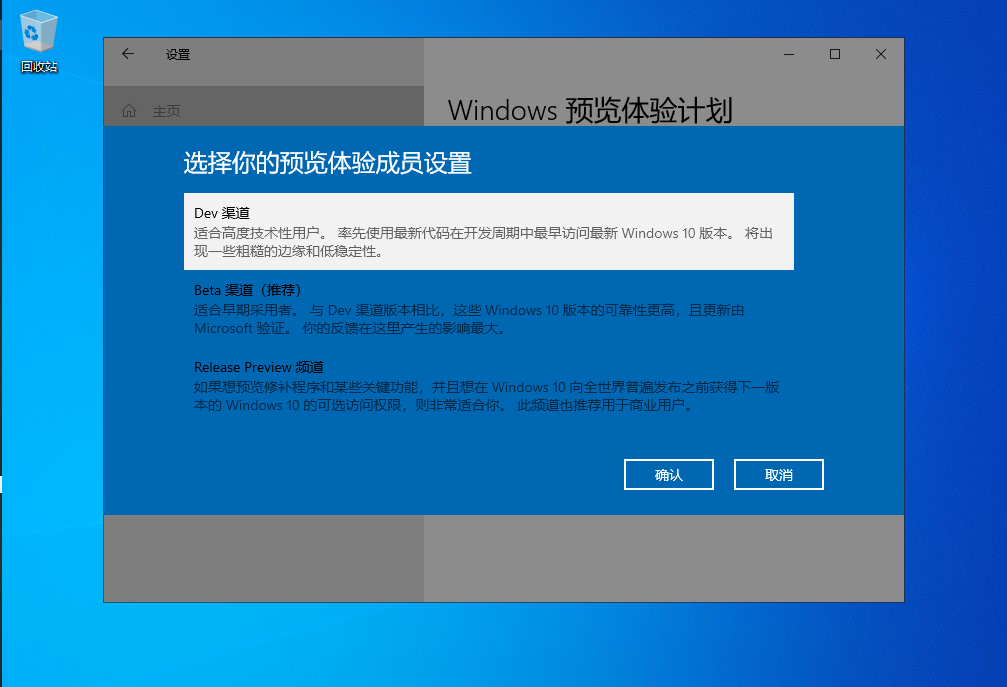 回收站
设置
主页
Windows 预览体验计划
选择你的预览体验成员设置
Dev 渠道
适合高度技术性用户。 率先使用最新代码在开发周期中最早访问最新 Windows 10 版本。 将出
现一些粗糙的边缘和低稳定性。
Beta 渠道（推荐）
适合早期采用者。 与 Dev 渠道版本相比，这些 Windows 10 版本的可靠性更高，且更新由
Microsoft 验证。 你的反馈在这里产生的影响最大。
Release Preview 频道
如果想预览修补程序和某些关键功能，并且想在 Windows 10 向全世界普遍发布之前获得下一版
本的 Windows 10 的可选访问权限，则非常适合你。 此频道也推荐用于商业用户。
确认
取消